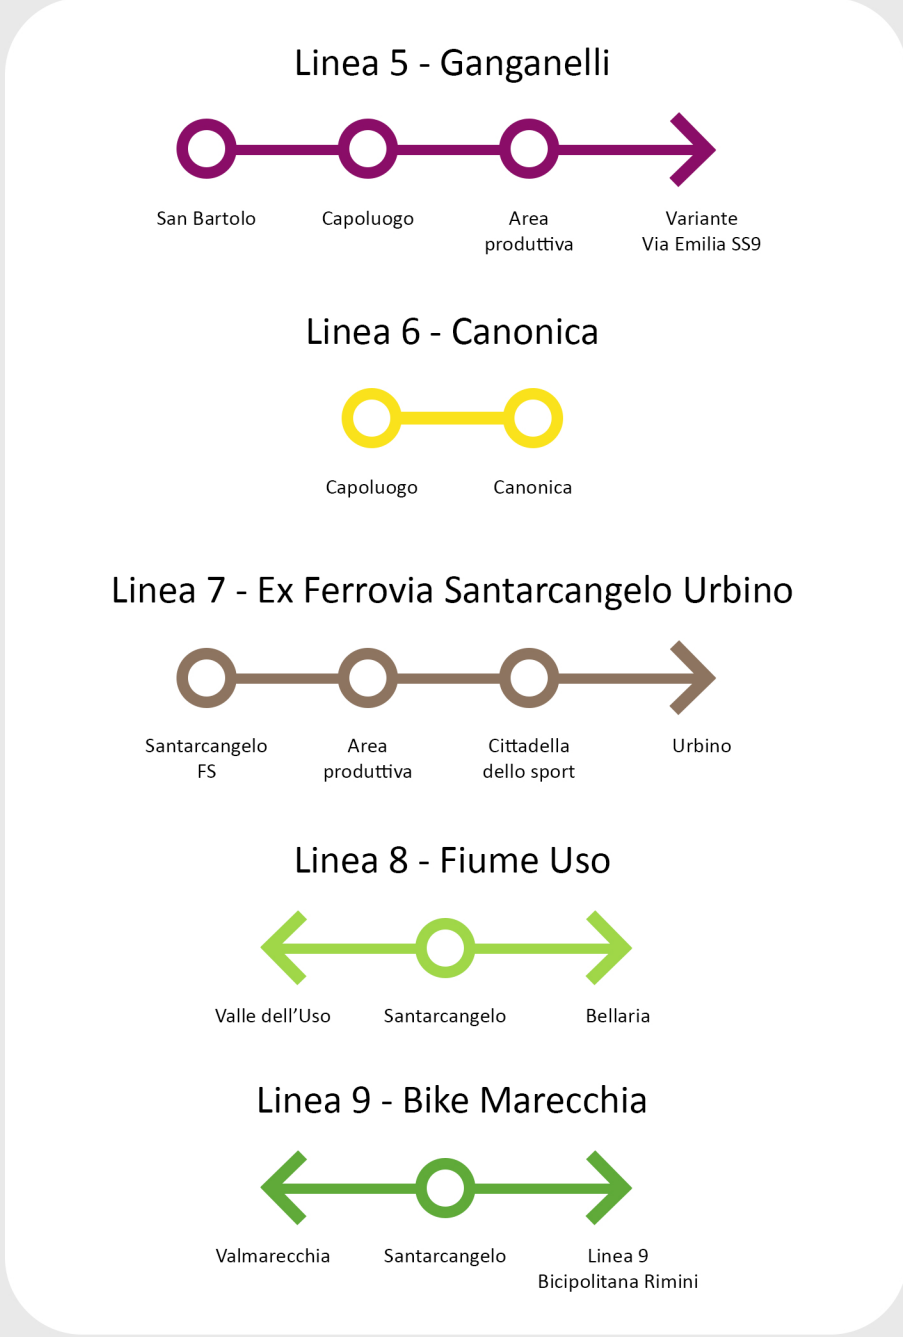 Linea 5 - Ganganelli
San Bartolo
Capoluogo
Area
produttiva
Variante
Via Emilia SS9
Linea 6 - Canonica
Capoluogo
Canonica
Linea 7 - Ex Ferrovia Santarcangelo Urbino
Santarcangelo
FS
Area
produttiva
Cittadella
dello sport
Urbino
Linea 8 - Fiume Uso
Valle dell’Uso
Santarcangelo
Bellaria
Linea 9 - Bike Marecchia
Valmarecchia
Santarcangelo
Linea 9
Bicipolitana Rimini